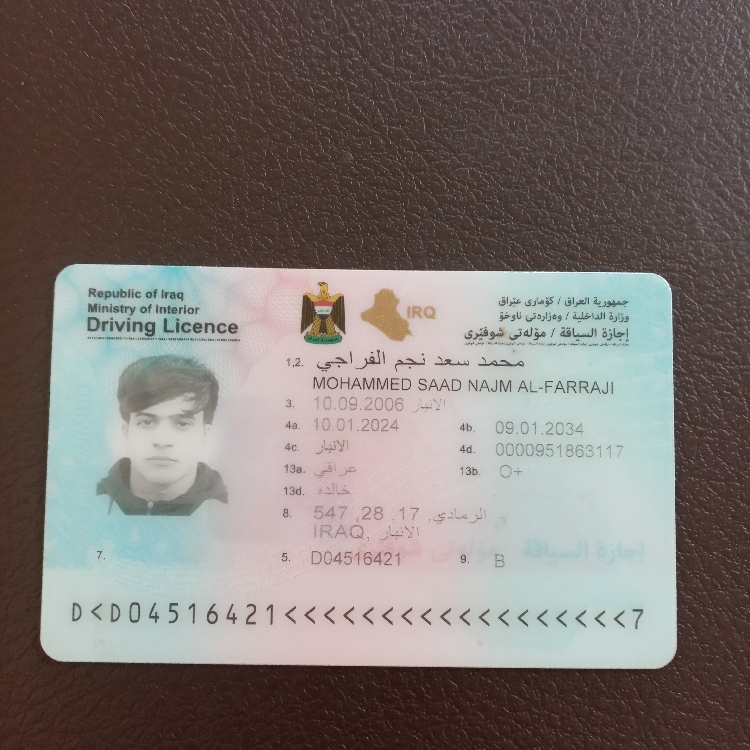 Republic of Iraq
Ministry of Interior
Driving Licence
IRQ
جمهورية العراق / كۆماری عێراق
وزارة الداخلية / وەزارەتی ناوخۆ
إجازة السياقة / مۆڵەتی شوفێری
1,2. محمد سعد نجم الفراجي
MOHAMMED SAAD NAJM AL-FARRAJI
3. 10.09.2006 الانبار
4a. 10.01.2024 4b. 09.01.2034
4c. الانبار 4d. 0000951863117
13a. عراقي 13b. O+
13d. خالده
8. الرمادي, 17, 28, 547
الانبار, IRAQ
إجازة السياقة مۆڵەتی شوفێری
7. 5. D04516421 9. B
D<D04516421<<<<<<<<<<<<<<<<<<<7